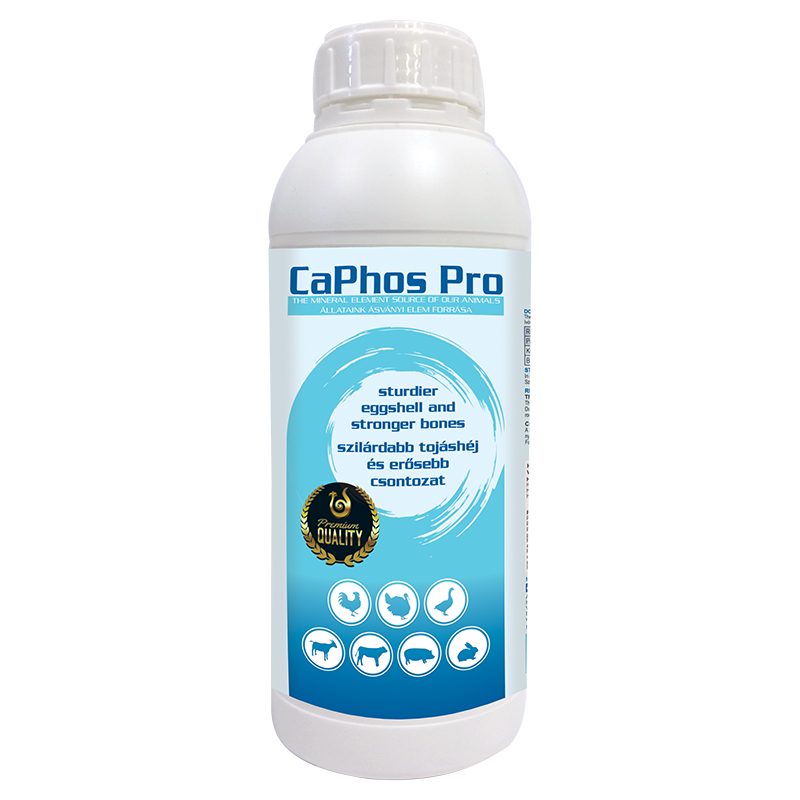 CaPhos Pro
THE MINERAL ELEMENT SOURCE OF OUR ANIMALS
ÁLLATAINK ÁSVÁNYI ELEM FORRÁSA
sturdier
eggshell and
stronger bones
szilárdabb tojáshéj
és erősebb
csontozat
Premium
QUALITY